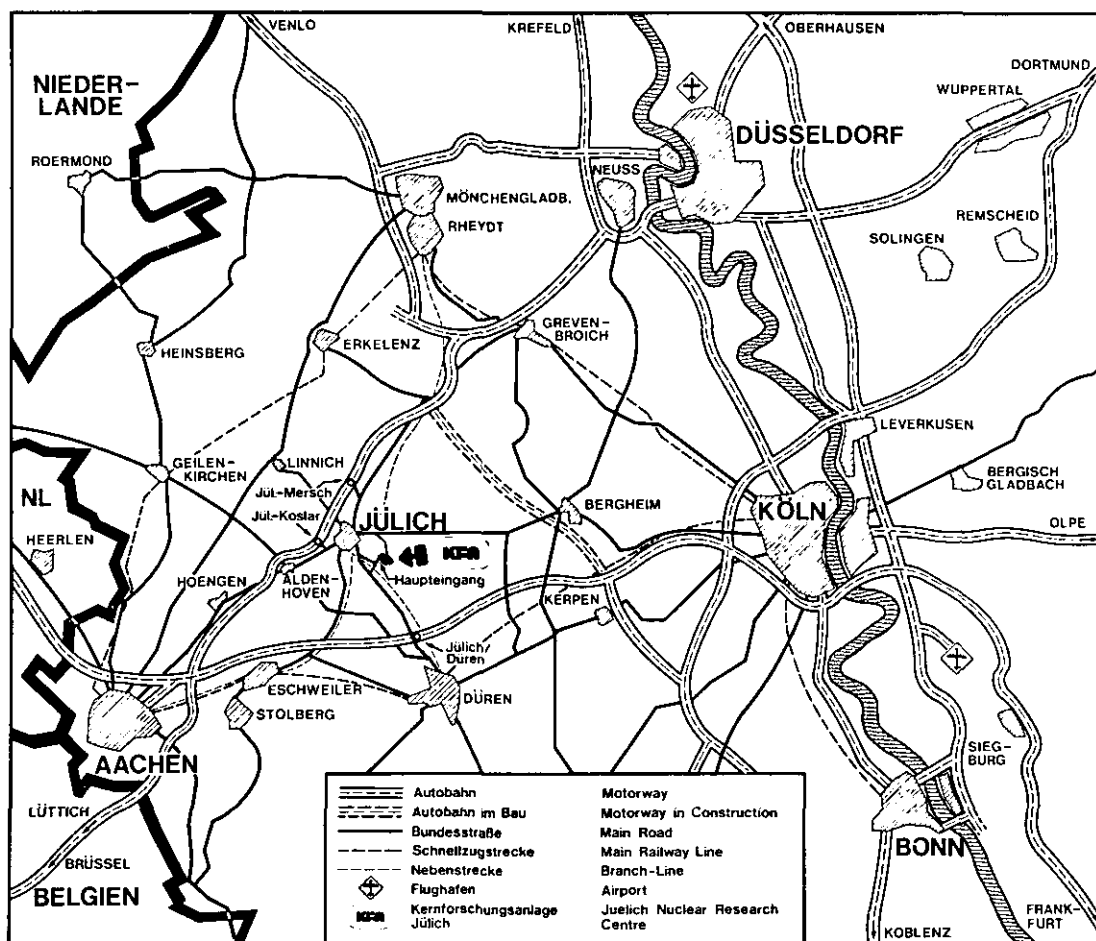 VENLO
KREFELD
OBERHAUSEN
DORTMUND
NIEDER-
LANDE
WUPPERTAL
DÜSSELDORF
ROERMOND
NEUSS
MÖNCHENGLADB.
RHEYDT
REMSCHEID
SOLINGEN
GREVEN-
BROICH
ERKELENZ
HEINSBERG
LEVERKUSEN
GEILEN-
KIRCHEN
LINNICH
BERGISCH
GLADBACH
NL
Jül.-Mersch
Jül.-Koslar
JÜLICH
BERGHEIM
KÖLN
OLPE
HEERLEN
KFA
Haupteingang
HOENGEN
ALDEN-
HOVEN
KERPEN
Jülich/
Düren
ESCHWEILER
DÜREN
STOLBERG
AACHEN
SIEG-
BURG
LÜTTICH
BRÜSSEL
BELGIEN
BONN
KOBLENZ
FRANK-
FURT
Autobahn Motorway
Autobahn im Bau Motorway in Construction
Bundesstraße Main Road
Schnellzugstrecke Main Railway Line
Nebenstrecke Branch-Line
Flughafen Airport
KFA Kernforschungsanlage Juelich Nuclear Research
Jülich Centre